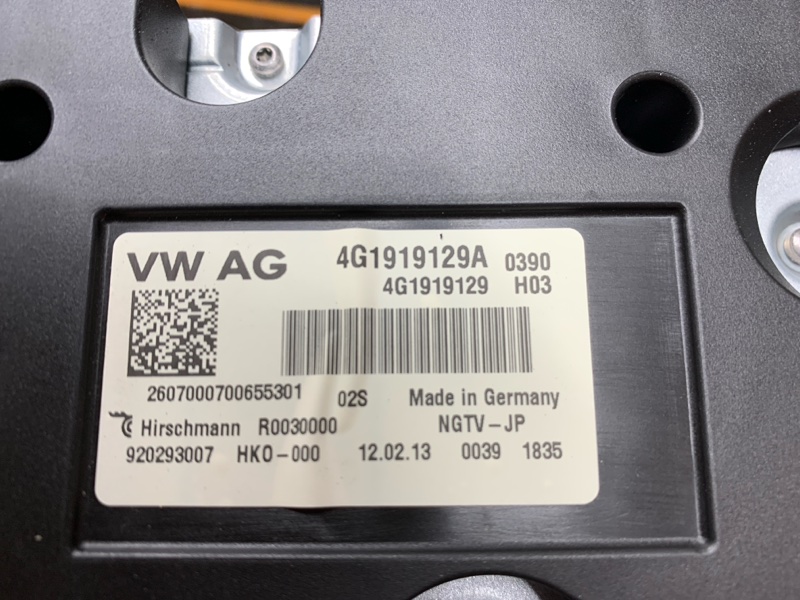 VW AG 4G1919129A 0390
4G1919129 H03
2607000700655301 02S Made in Germany
Hirschmann R0030000 NGTV-JP
920293007 HK0-000 12.02.13 0039 1835